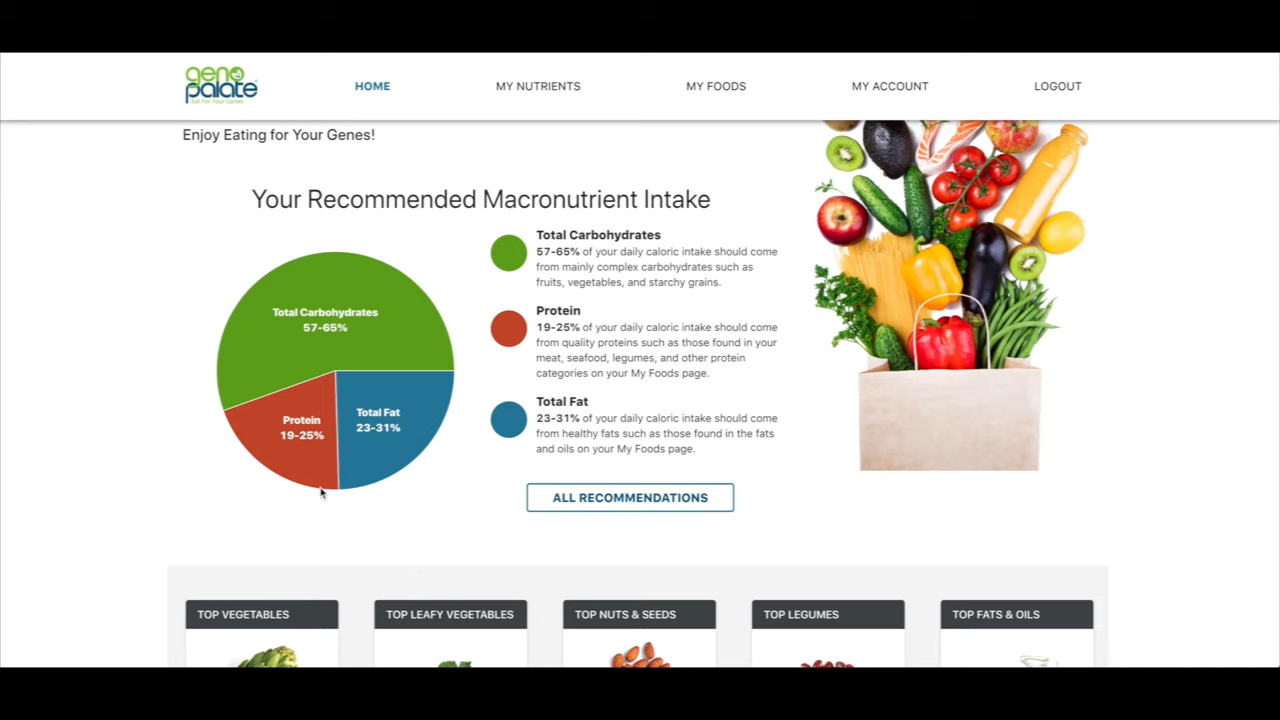 geno
palate
Eat For Your Genes
HOME
MY NUTRIENTS
MY FOODS
MY ACCOUNT
LOGOUT
Enjoy Eating for Your Genes!
Your Recommended Macronutrient Intake
Total Carbohydrates
57-65%
Protein
19-25%
Total Fat
23-31%
Total Carbohydrates
57-65% of your daily caloric intake should come
from mainly complex carbohydrates such as
fruits, vegetables, and starchy grains.
Protein
19-25% of your daily caloric intake should come
from quality proteins such as those found in your
meat, seafood, legumes, and other protein
categories on your My Foods page.
Total Fat
23-31% of your daily caloric intake should come
from healthy fats such as those found in the fats
and oils on your My Foods page.
ALL RECOMMENDATIONS
TOP VEGETABLES
TOP LEAFY VEGETABLES
TOP NUTS & SEEDS
TOP LEGUMES
TOP FATS & OILS